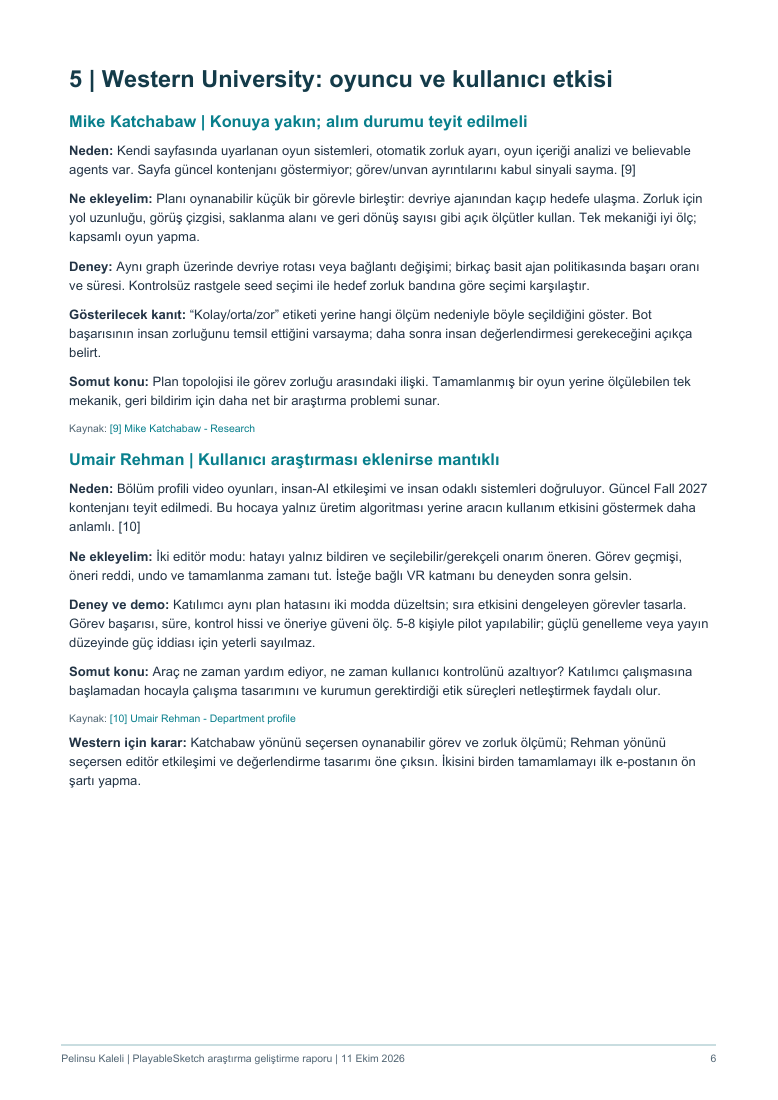 5 | Western University: oyuncu ve kullanıcı etkisi
Mike Katchabaw | Konuya yakın; alım durumu teyit edilmeli
Neden: Kendi sayfasında uyarlanan oyun sistemleri, otomatik zorluk ayarı, oyun içeriği analizi ve believable
agents var. Sayfa güncel kontenjanı göstermiyor; görev/unvan ayrıntılarını kabul sinyali sayma. [9]
Ne ekleyelim: Planı oynanabilir küçük bir görevle birleştir: devriye ajanından kaçıp hedefe ulaşma. Zorluk için
yol uzunluğu, görüş çizgisi, saklanma alanı ve geri dönüş sayısı gibi açık ölçütler kullan. Tek mekaniği iyi ölç;
kapsamlı oyun yapma.
Deney: Aynı graph üzerinde devriye rotası veya bağlantı değişimi; birkaç basit ajan politikasında başarı oranı
ve süresi. Kontrolsüz rastgele seed seçimi ile hedef zorluk bandına göre seçimi karşılaştır.
Gösterilecek kanıt: “Kolay/orta/zor” etiketi yerine hangi ölçüm nedeniyle böyle seçildiğini göster. Bot
başarısının insan zorluğunu temsil ettiğini varsayma; daha sonra insan değerlendirmesi gerekeceğini açıkça
belirt.
Somut konu: Plan topolojisi ile görev zorluğu arasındaki ilişki. Tamamlanmış bir oyun yerine ölçülebilen tek
mekanik, geri bildirim için daha net bir araştırma problemi sunar.
Kaynak: [9] Mike Katchabaw - Research
Umair Rehman | Kullanıcı araştırması eklenirse mantıklı
Neden: Bölüm profili video oyunları, insan-AI etkileşimi ve insan odaklı sistemleri doğruluyor. Güncel Fall 2027
kontenjanı teyit edilmedi. Bu hocaya yalnız üretim algoritması yerine aracın kullanım etkisini göstermek daha
anlamlı. [10]
Ne ekleyelim: İki editör modu: hatayı yalnız bildiren ve seçilebilir/gerekçeli onarım öneren. Görev geçmişi,
öneri reddi, undo ve tamamlanma zamanı tut. İsteğe bağlı VR katmanı bu deneyden sonra gelsin.
Deney ve demo: Katılımcı aynı plan hatasını iki modda düzeltsin; sıra etkisini dengeleyen görevler tasarla.
Görev başarısı, süre, kontrol hissi ve öneriye güveni ölç. 5-8 kişiyle pilot yapılabilir; güçlü genelleme veya yayın
düzeyinde güç iddiası için yeterli sayılmaz.
Somut konu: Araç ne zaman yardım ediyor, ne zaman kullanıcı kontrolünü azaltıyor? Katılımcı çalışmasına
başlamadan hocayla çalışma tasarımını ve kurumun gerektirdiği etik süreçleri netleştirmek faydalı olur.
Kaynak: [10] Umair Rehman - Department profile
Western için karar: Katchabaw yönünü seçersen oynanabilir görev ve zorluk ölçümü; Rehman yönünü
seçersen editör etkileşimi ve değerlendirme tasarımı öne çıksın. İkisini birden tamamlamayı ilk e-postanın ön
şartı yapma.
Pelinsu Kaleli | PlayableSketch araştırma geliştirme raporu | 11 Ekim 2026
6